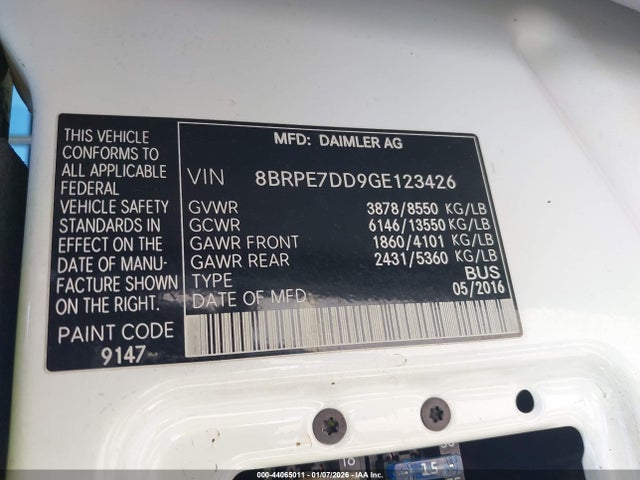 THIS VEHICLE
CONFORMS TO
ALL APPLICABLE
FEDERAL MOTOR
VEHICLE SAFETY
STANDARDS IN
EFFECT ON THE
DATE OF MANU-
FACTURE SHOWN
ON THE RIGHT.
PAINT CODE
9147
MFD: DAIMLER AG
VIN 8BRPE7DD9GE123426
GVWR 3878/8550 KG/LB
GCWR 6146/13550 KG/LB
GAWR FRONT 1860/4101 KG/LB
GAWR REAR 2431/5360 KG/LB
TYPE BUS
DATE OF MFD 05/2016
15
000-44065011 - 01/07/2026 - IAA Inc.